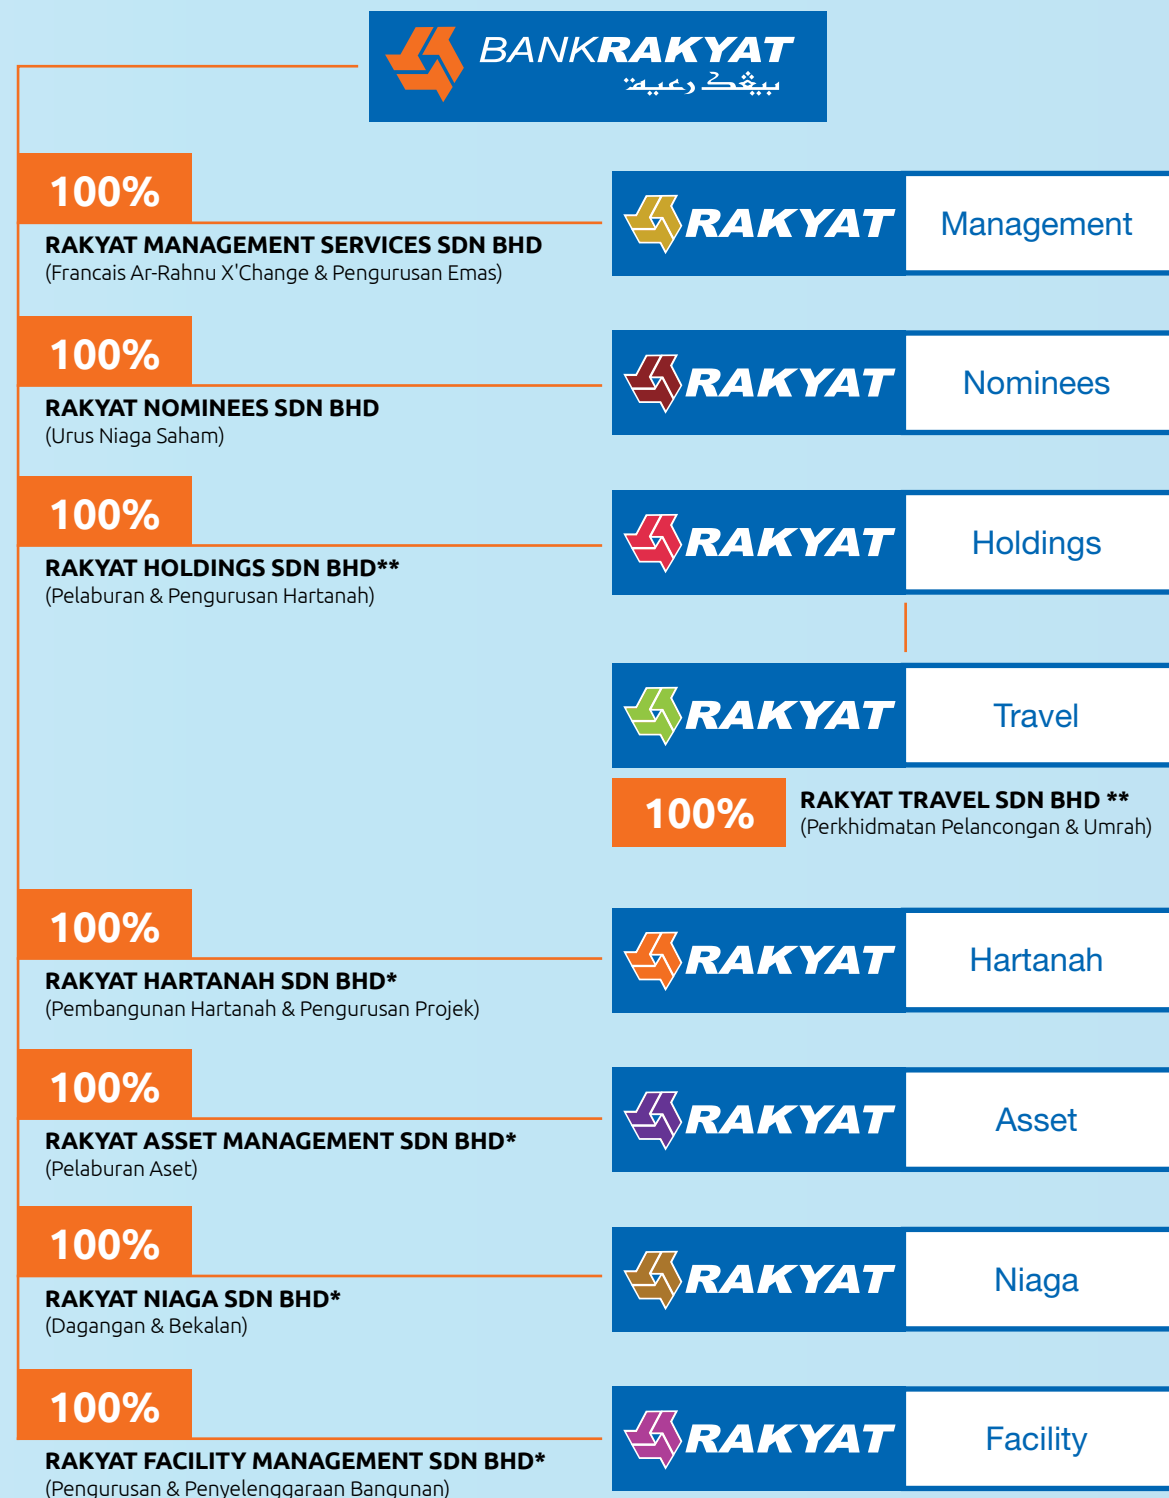 BANKRAKYAT
بيڠک رعية
100%
RAKYAT MANAGEMENT SERVICES SDN BHD
(Francais Ar-Rahnu X'Change & Pengurusan Emas)
RAKYAT Management
100%
RAKYAT NOMINEES SDN BHD
(Urus Niaga Saham)
RAKYAT Nominees
100%
RAKYAT HOLDINGS SDN BHD**
(Pelaburan & Pengurusan Hartanah)
RAKYAT Holdings
RAKYAT Travel
100%
RAKYAT TRAVEL SDN BHD **
(Perkhidmatan Pelancongan & Umrah)
100%
RAKYAT HARTANAH SDN BHD*
(Pembangunan Hartanah & Pengurusan Projek)
RAKYAT Hartanah
100%
RAKYAT ASSET MANAGEMENT SDN BHD*
(Pelaburan Aset)
RAKYAT Asset
100%
RAKYAT NIAGA SDN BHD*
(Dagangan & Bekalan)
RAKYAT Niaga
100%
RAKYAT FACILITY MANAGEMENT SDN BHD*
(Pengurusan & Penyelenggaraan Bangunan)
RAKYAT Facility